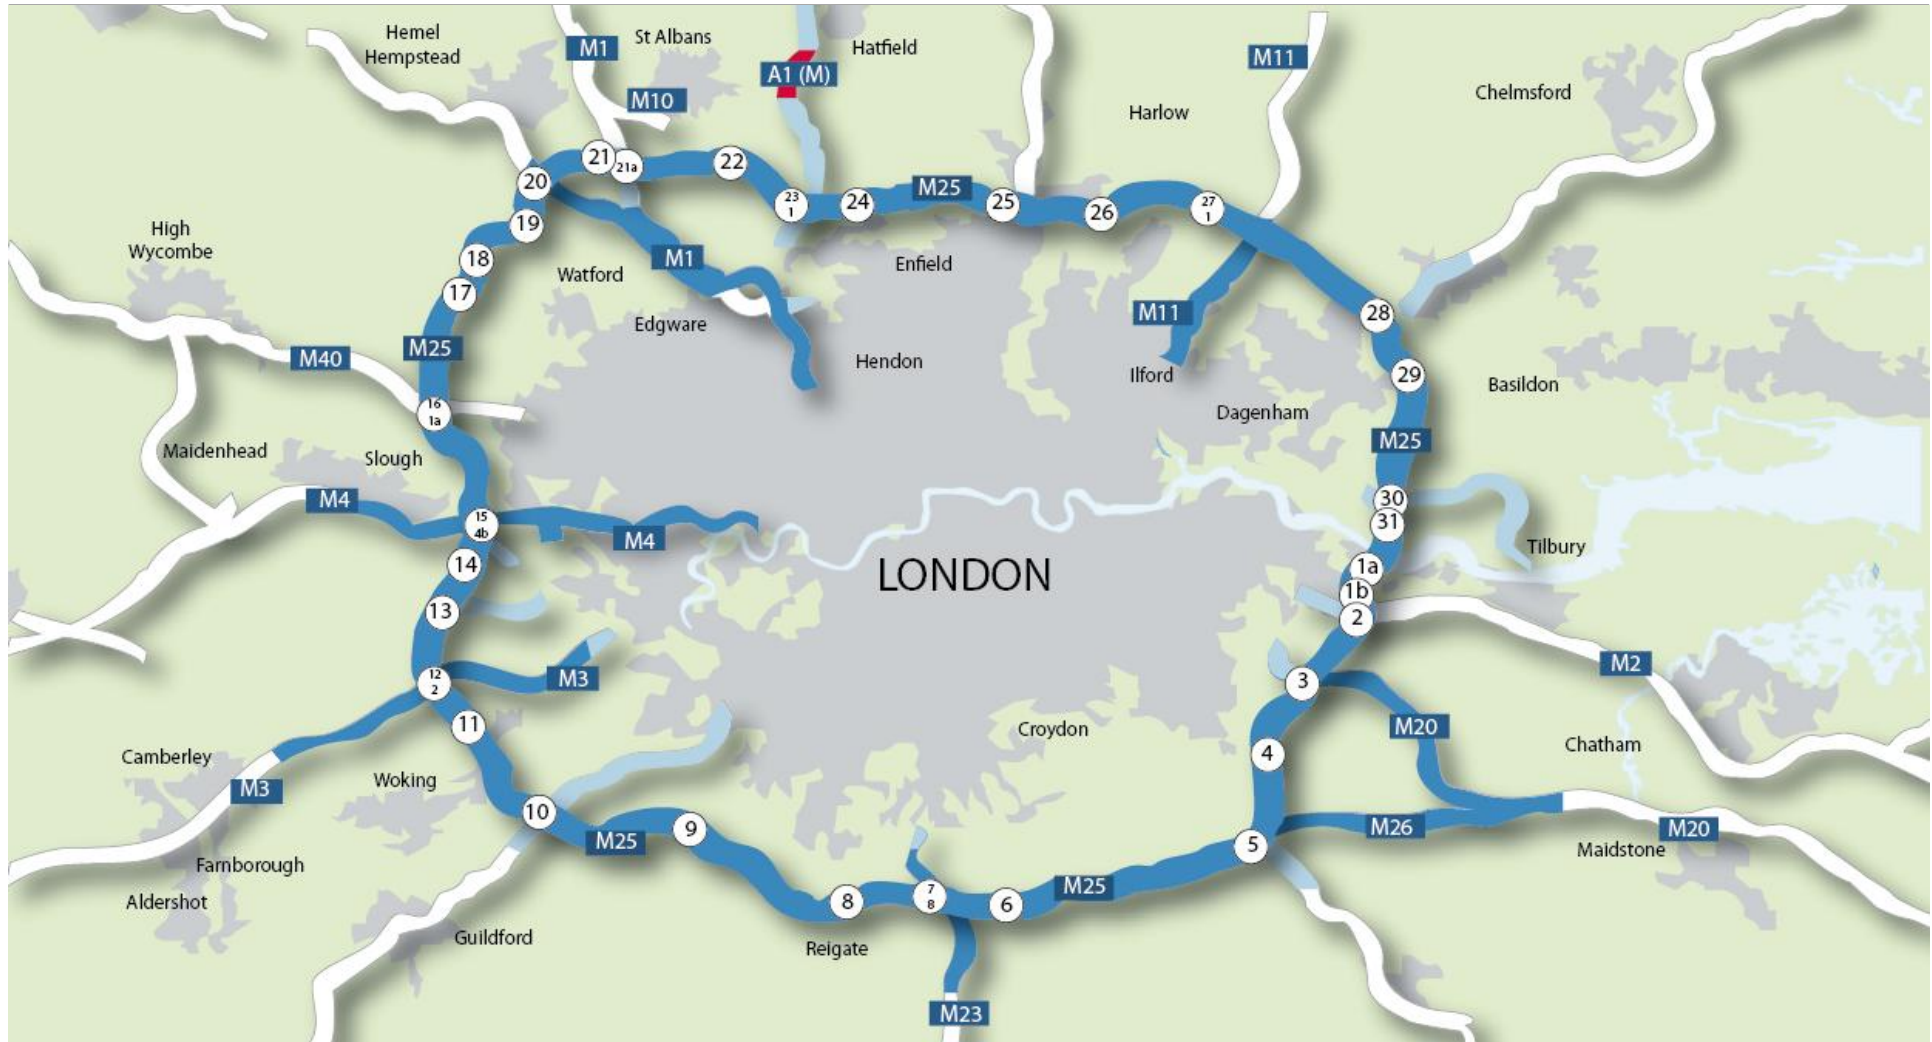 Hemel
Hempstead
M1
St Albans
A1 (M)
Hatfield
M11
M10
Chelmsford
Harlow
21
21a
22
20
23
1
24
M25
25
26
27
1
19
High
Wycombe
18
17
Watford
M1
Enfield
M11
28
Edgware
M25
M40
Hendon
Ilford
29
Basildon
16
1a
Dagenham
M25
Maidenhead
Slough
M4
15
4b
M4
30
31
Tilbury
14
LONDON
1a
1b
2
13
12
2
M3
M2
3
11
Croydon
M20
Chatham
4
Camberley
Woking
M3
10
M25
9
M26
M20
5
Maidstone
Farnborough
Aldershot
8
7
8
6
M25
Guildford
Reigate
M23